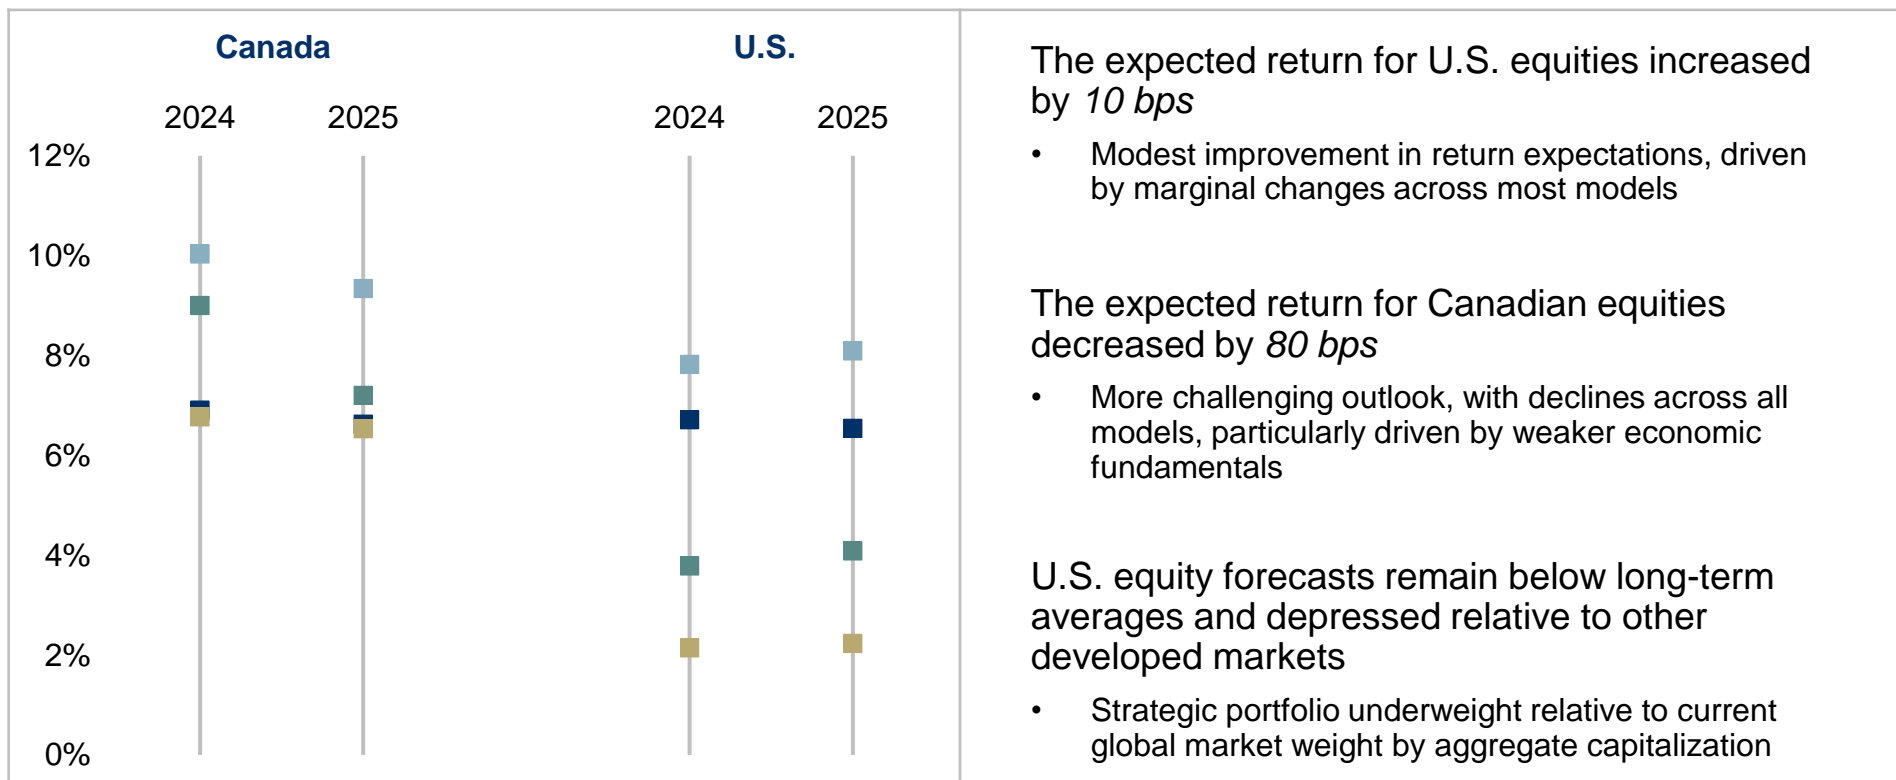 Canada
U.S.
2024
2025
2024
2025
12%
10%
8%
6%
4%
2%
0%
The expected return for U.S. equities increased
by 10 bps
• Modest improvement in return expectations, driven
by marginal changes across most models
The expected return for Canadian equities
decreased by 80 bps
• More challenging outlook, with declines across all
models, particularly driven by weaker economic
fundamentals
U.S. equity forecasts remain below long-term
averages and depressed relative to other
developed markets
• Strategic portfolio underweight relative to current
global market weight by aggregate capitalization